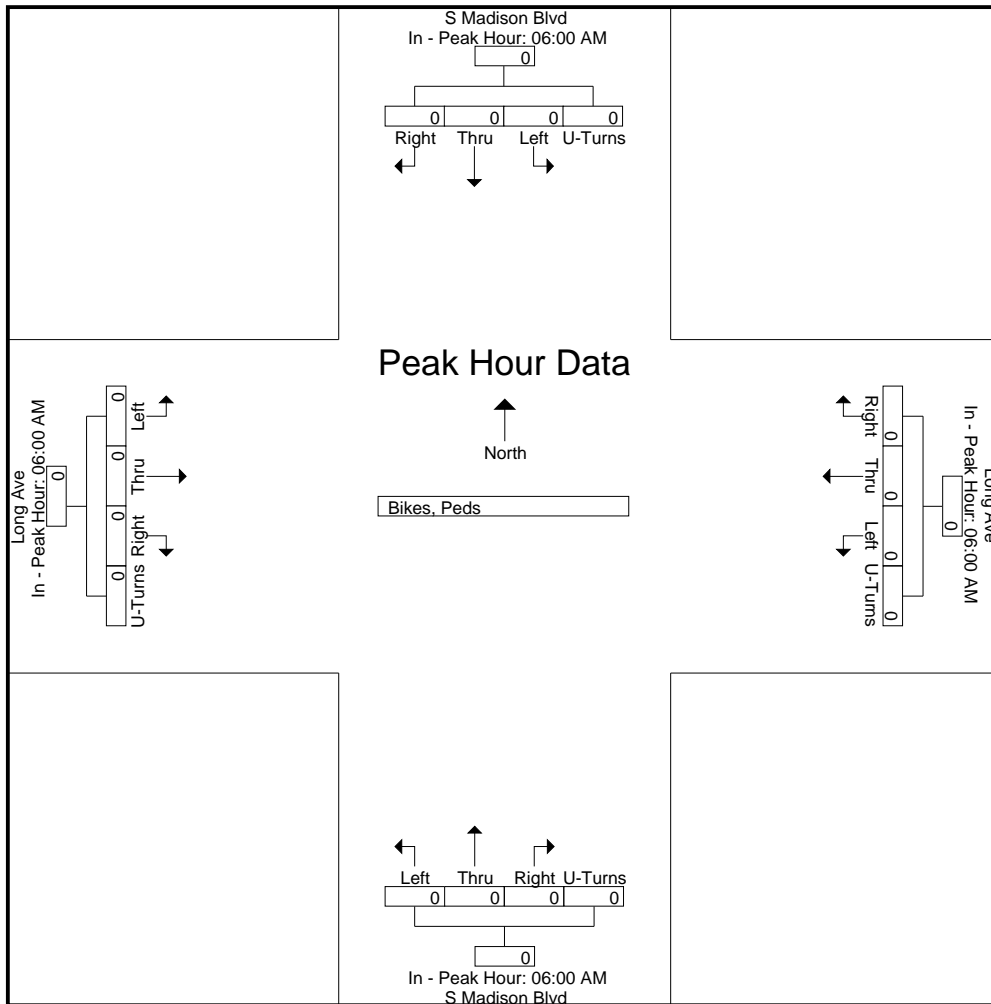 S Madison Blvd
In - Peak Hour: 06:00 AM
0
0 0 0 0
Right Thru Left U-Turns
Peak Hour Data
North
Bikes, Peds
Long Ave
In - Peak Hour: 06:00 AM
0
0 0 0 0
Left Thru Right U-Turns
Right Thru Left U-Turns
0 0 0 0
0
In - Peak Hour: 06:00 AM
Long Ave
Left Thru Right U-Turns
0 0 0 0
0
In - Peak Hour: 06:00 AM
S Madison Blvd